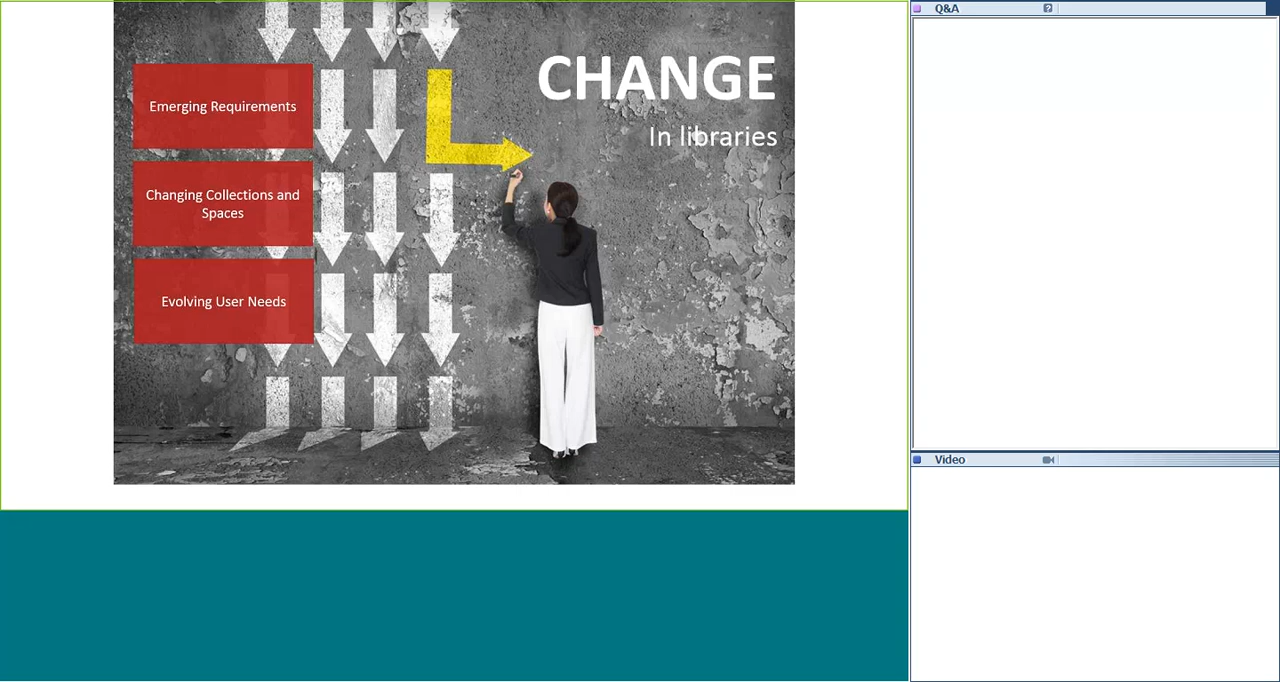 CHANGE
In libraries
Emerging Requirements
Changing Collections and
Spaces
Evolving User Needs
Q&A
Video